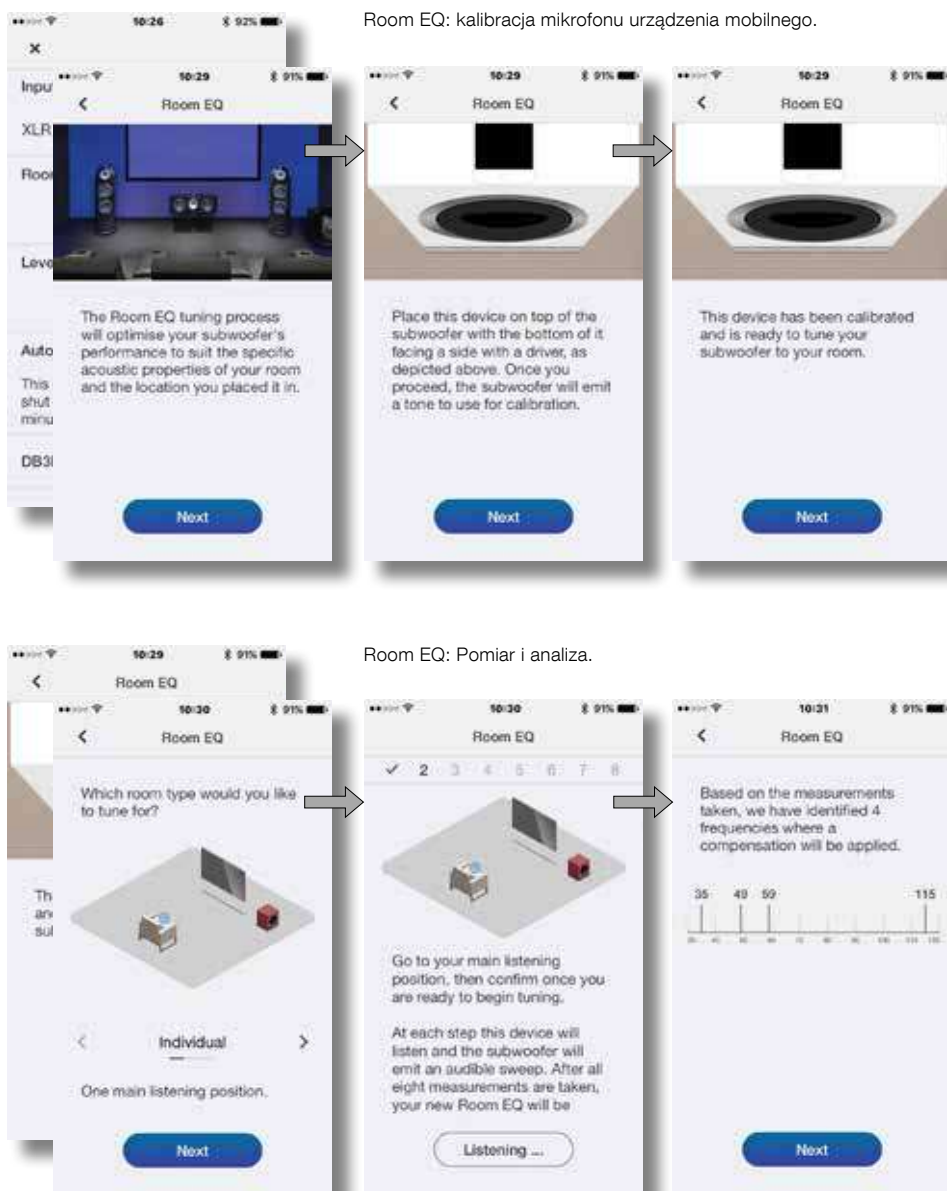 Room EQ: kalibracja mikrofonu urządzenia mobilnego.
10:26
92%
Inpu
XLR
Roo
Leve
Auto
This
shut
minu
DB3
10:29
91%
Room EQ
The Room EQ tuning process
will optimise your subwoofer's
performance to suit the specific
acoustic properties of your room
and the location you placed it in.
Next
10:29
91%
Room EQ
Place this device on top of the
subwoofer with the bottom of it
facing a side with a driver, as
depicted above. Once you
proceed, the subwoofer will emit
a tone to use for calibration.
Next
10:29
91%
Room EQ
This device has been calibrated
and is ready to tune your
subwoofer to your room.
Next
Room EQ: Pomiar i analiza.
10:29
91%
Room EQ
Th
an
sul
10:30
91%
Room EQ
Which room type would you like
to tune for?
Individual
One main listening position.
Next
10:30
91%
Room EQ
✓ 2 3 4 5 6 7 8
Go to your main listening
position, then confirm once you
are ready to begin tuning.
At each step this device will
listen and the subwoofer will
emit an audible sweep. After all
eight measurements are taken,
your new Room EQ will be
Listening ...
10:31
91%
Room EQ
Based on the measurements
taken, we have identified 4
frequencies where a
compensation will be applied.
35 49 59 115
Next